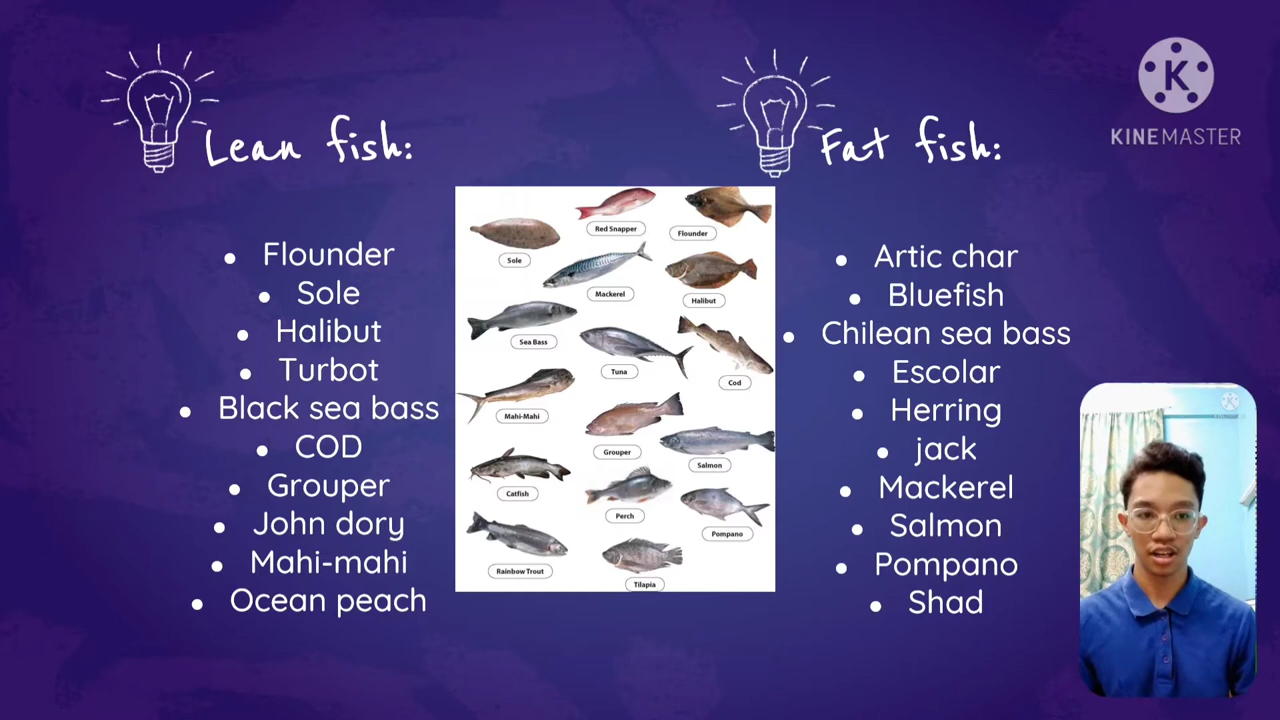 Lean fish:
Fat fish:
KINEMASTER
K
Flounder
Sole
Halibut
Turbot
Black sea bass
COD
Grouper
John dory
Mahi-mahi
Ocean peach
Red Snapper
Flounder
Sole
Mackerel
Halibut
Sea Bass
Tuna
Cod
Mahi-Mahi
Grouper
Salmon
Catfish
Perch
Pompano
Rainbow Trout
Tilapia
Artic char
Bluefish
Chilean sea bass
Escolar
Herring
jack
Mackerel
Salmon
Pompano
Shad